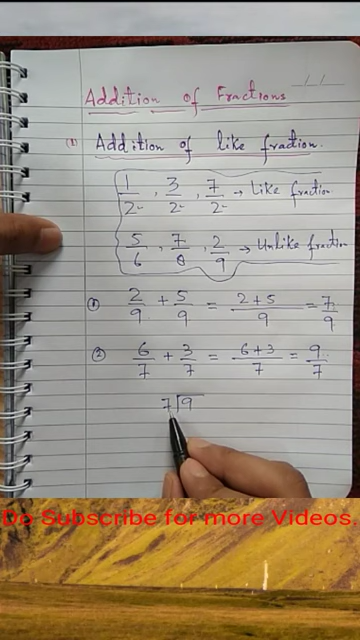 Addition of Fractions
(1) Addition of like fraction.
1/2, 3/2, 7/2 → Like fraction
5/6, 7/8, 2/9 → Unlike fraction
① 2/9 + 5/9 = 2+5/9 = 7/9
② 6/7 + 3/7 = 6+3/7 = 9/7
7⟌9
Do Subscribe for more Videos.